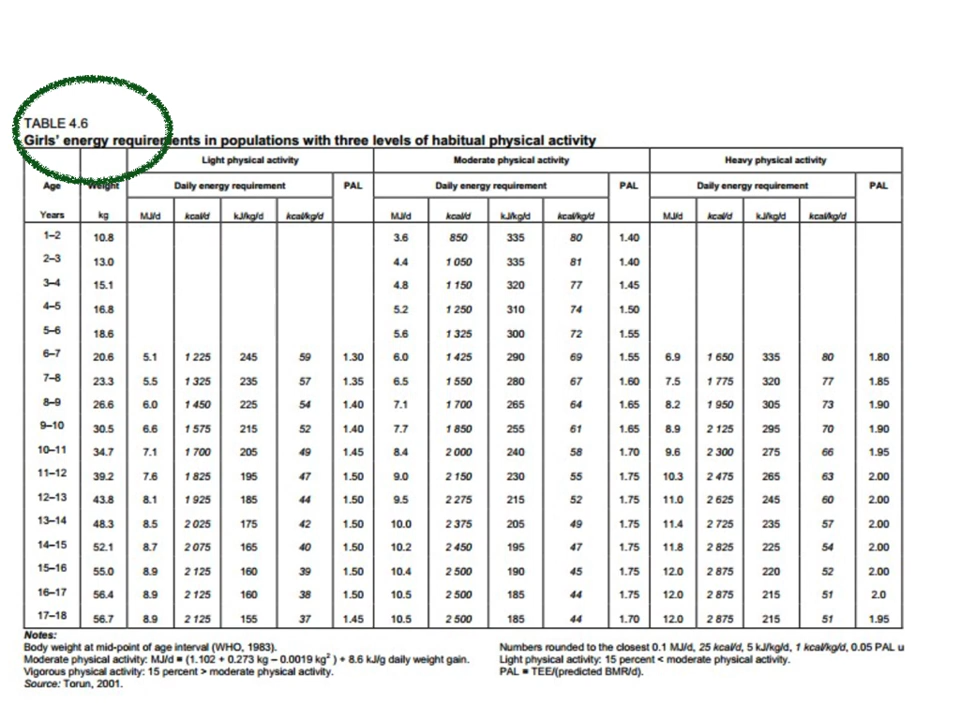 TABLE 4.6
Girls' energy requirements in populations with three levels of habitual physical activity
Light physical activity Moderate physical activity Heavy physical activity
Age Weight Daily energy requirement PAL Daily energy requirement PAL Daily energy requirement PAL
Years kg MJ/d kcal/d kJ/kg/d kcal/kg/d MJ/d kcal/d kJ/kg/d kcal/kg/d MJ/d kcal/d kJ/kg/d kcal/kg/d
1–2 10.8 3.6 850 335 80 1.40
2–3 13.0 4.4 1 050 335 81 1.40
3–4 15.1 4.8 1 150 320 77 1.45
4–5 16.8 5.2 1 250 310 74 1.50
5–6 18.6 5.6 1 325 300 72 1.55
6–7 20.6 5.1 1 225 245 59 1.30 6.0 1 425 290 69 1.55 6.9 1 650 335 80 1.80
7–8 23.3 5.5 1 325 235 57 1.35 6.5 1 550 280 67 1.60 7.5 1 775 320 77 1.85
8–9 26.6 6.0 1 450 225 54 1.40 7.1 1 700 265 64 1.65 8.2 1 950 305 73 1.90
9–10 30.5 6.6 1 575 215 52 1.40 7.7 1 850 255 61 1.65 8.9 2 125 295 70 1.90
10–11 34.7 7.1 1 700 205 49 1.45 8.4 2 000 240 58 1.70 9.6 2 300 275 66 1.95
11–12 39.2 7.6 1 825 195 47 1.50 9.0 2 150 230 55 1.75 10.3 2 475 265 63 2.00
12–13 43.8 8.1 1 925 185 44 1.50 9.5 2 275 215 52 1.75 11.0 2 625 245 60 2.00
13–14 48.3 8.5 2 025 175 42 1.50 10.0 2 375 205 49 1.75 11.4 2 725 235 57 2.00
14–15 52.1 8.7 2 075 165 40 1.50 10.2 2 450 195 47 1.75 11.8 2 825 225 54 2.00
15–16 55.0 8.9 2 125 160 39 1.50 10.4 2 500 190 45 1.75 12.0 2 875 220 52 2.00
16–17 56.4 8.9 2 125 160 38 1.50 10.5 2 500 185 44 1.75 12.0 2 875 215 51 2.0
17–18 56.7 8.9 2 125 155 37 1.45 10.5 2 500 185 44 1.70 12.0 2 875 215 51 1.95
Notes:
Body weight at mid-point of age interval (WHO, 1983).
Moderate physical activity: MJ/d = (1.102 + 0.273 kg – 0.0019 kg²) + 8.6 kJ/g daily weight gain.
Vigorous physical activity: 15 percent > moderate physical activity.
Source: Torun, 2001.
Numbers rounded to the closest 0.1 MJ/d, 25 kcal/d, 5 kJ/kg/d, 1 kcal/kg/d, 0.05 PAL u
Light physical activity: 15 percent < moderate physical activity.
PAL = TEE/(predicted BMR/d).